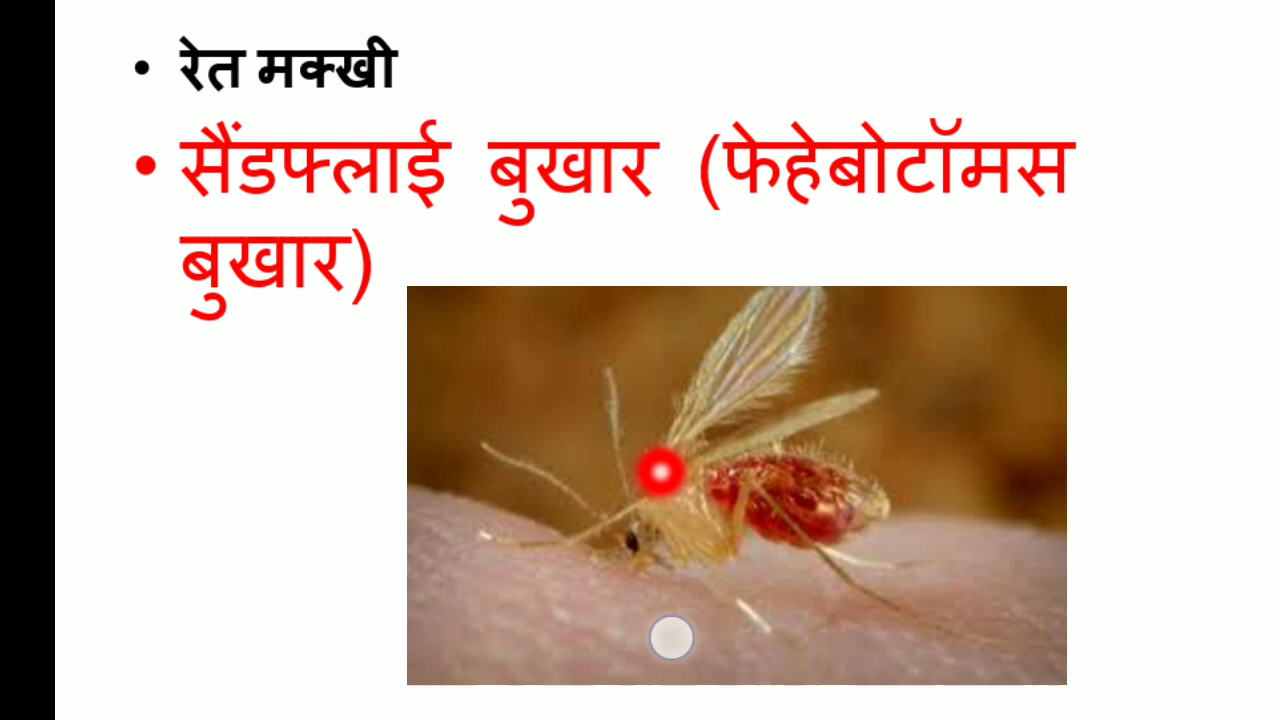 • रेत मक्खी
• सैंडफ्लाई बुखार (फेहेबोटॉमस
बुखार)